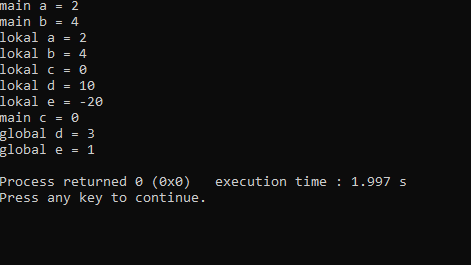 main a = 2
main b = 4
lokal a = 2
lokal b = 4
lokal c = 0
lokal d = 10
lokal e = -20
main c = 0
global d = 3
global e = 1
Process returned 0 (0x0)   execution time : 1.997 s
Press any key to continue.